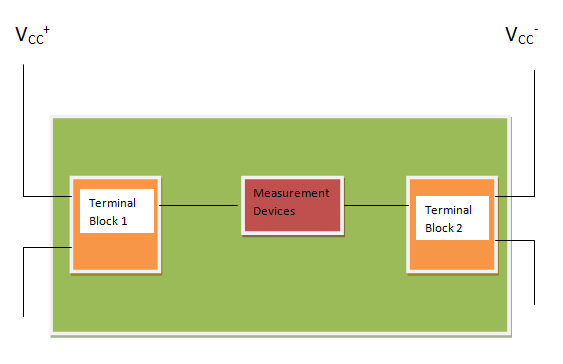 VCC+
VCC-
Terminal
Block 1
Measurement
Devices
Terminal
Block 2